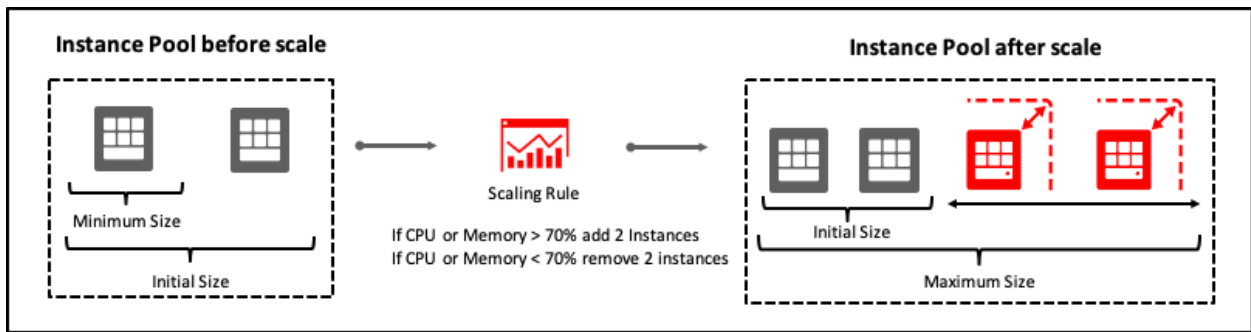 Instance Pool before scale
Minimum Size
Initial Size
Scaling Rule
If CPU or Memory > 70% add 2 Instances
If CPU or Memory < 70% remove 2 instances
Instance Pool after scale
Initial Size
Maximum Size